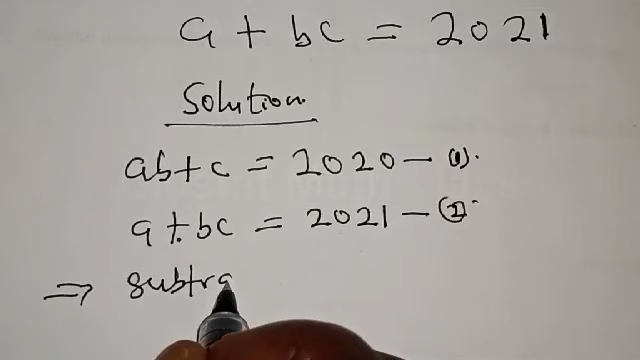 a + bc = 2021
Solution.
ab + c = 2020 — (1).
a + bc = 2021 — (2).
⇒ subtra